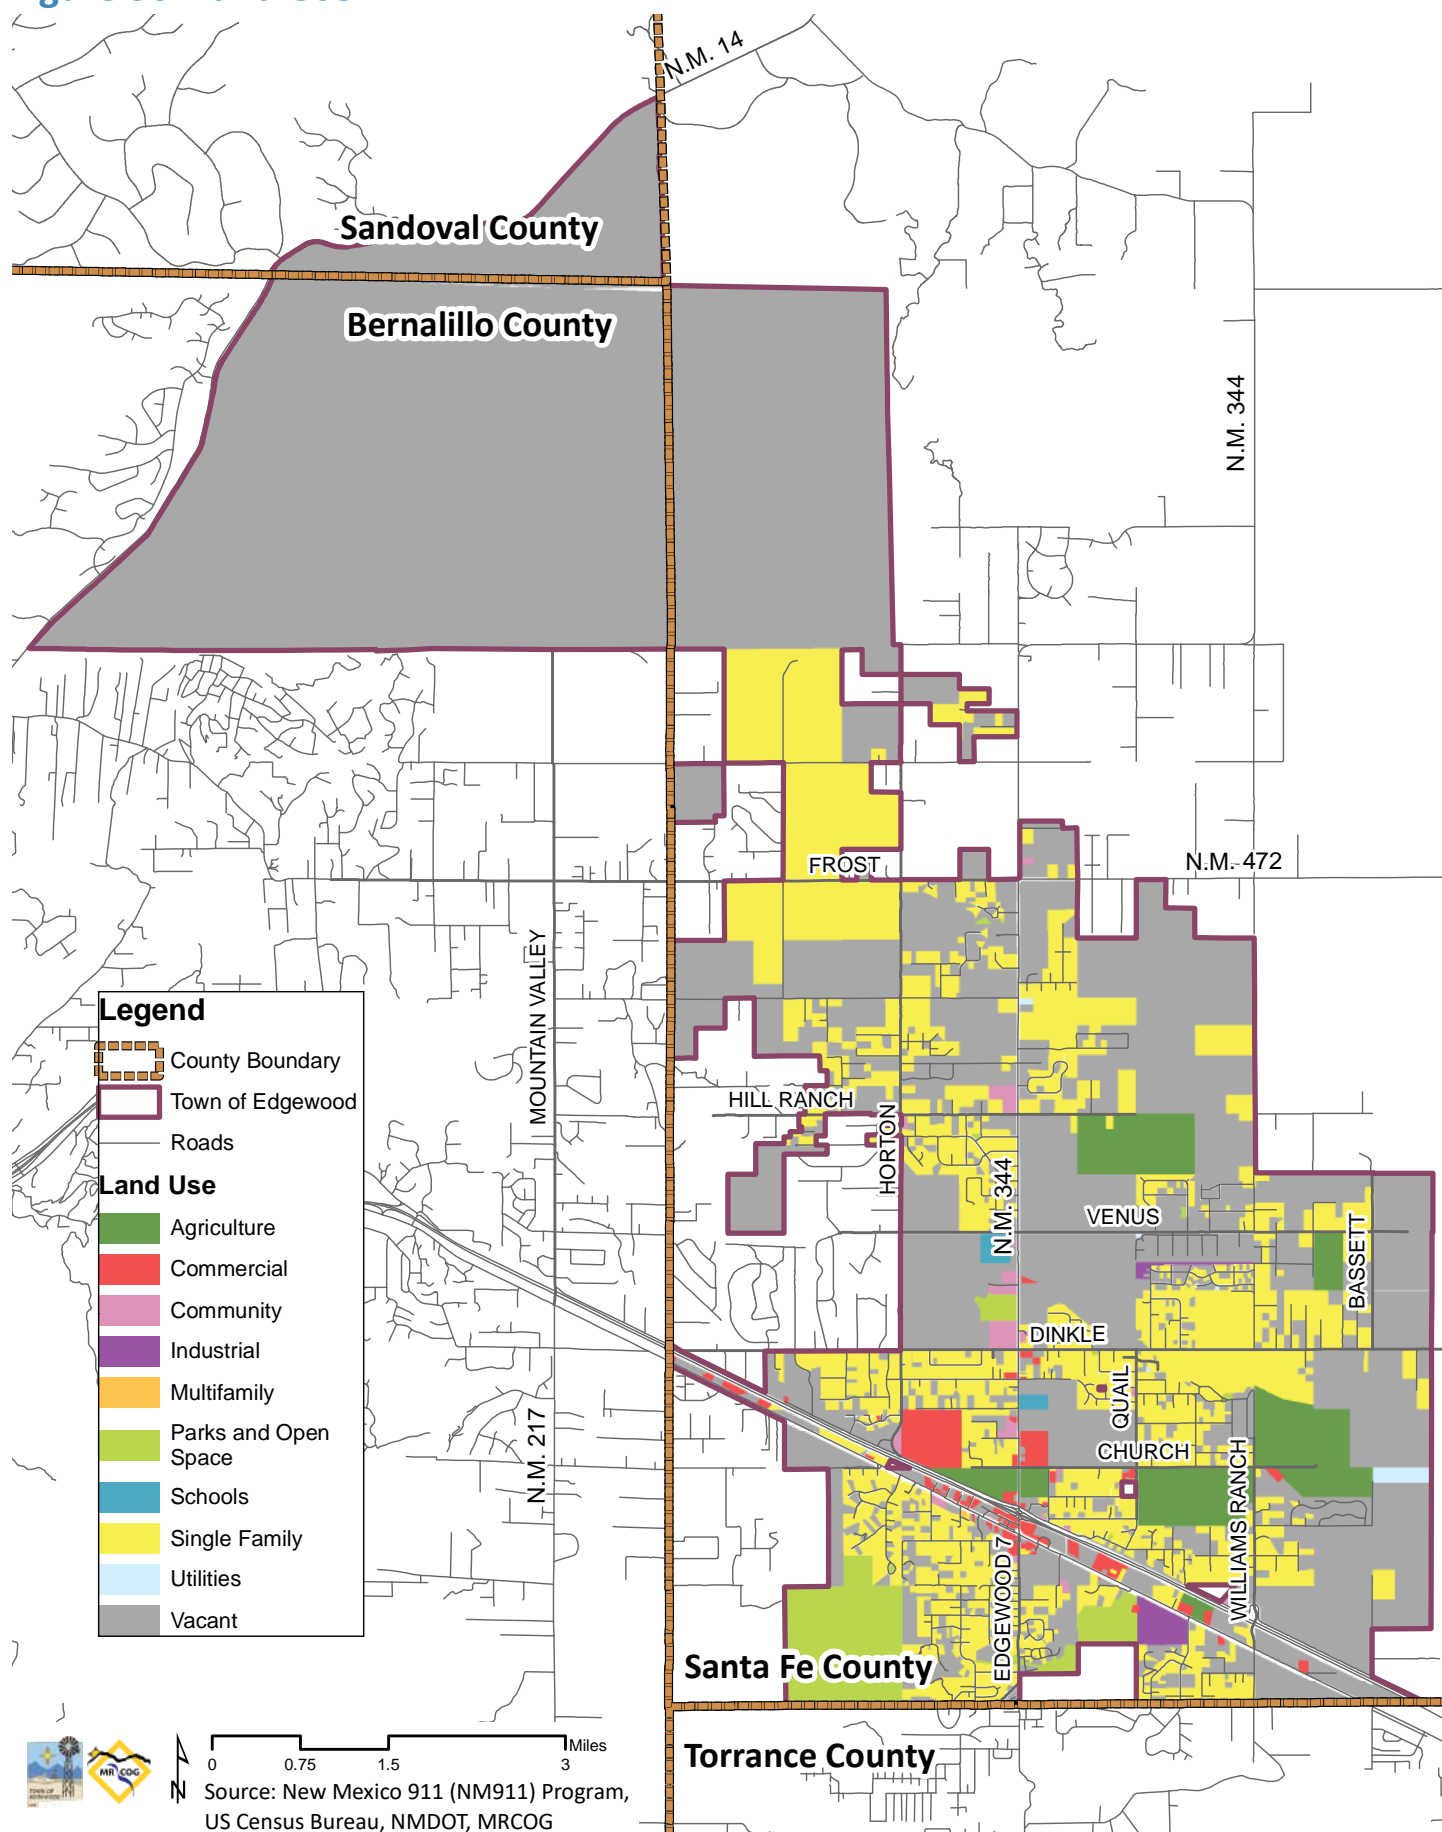 N.M. 14
Sandoval County
Bernalillo County
N.M. 344
FROST
N.M. 472
MOUNTAIN VALLEY
HILL RANCH
HORTON
N.M. 344
VENUS
BASSETT
DINKLE
QUAIL
CHURCH
WILLIAMS RANCH
N.M. 217
EDGEWOOD 7
Santa Fe County
Torrance County
Legend
County Boundary
Town of Edgewood
Roads
Land Use
Agriculture
Commercial
Community
Industrial
Multifamily
Parks and Open
Space
Schools
Single Family
Utilities
Vacant
MR COG
N
0 0.75 1.5 3 Miles
Source: New Mexico 911 (NM911) Program,
US Census Bureau, NMDOT, MRCOG